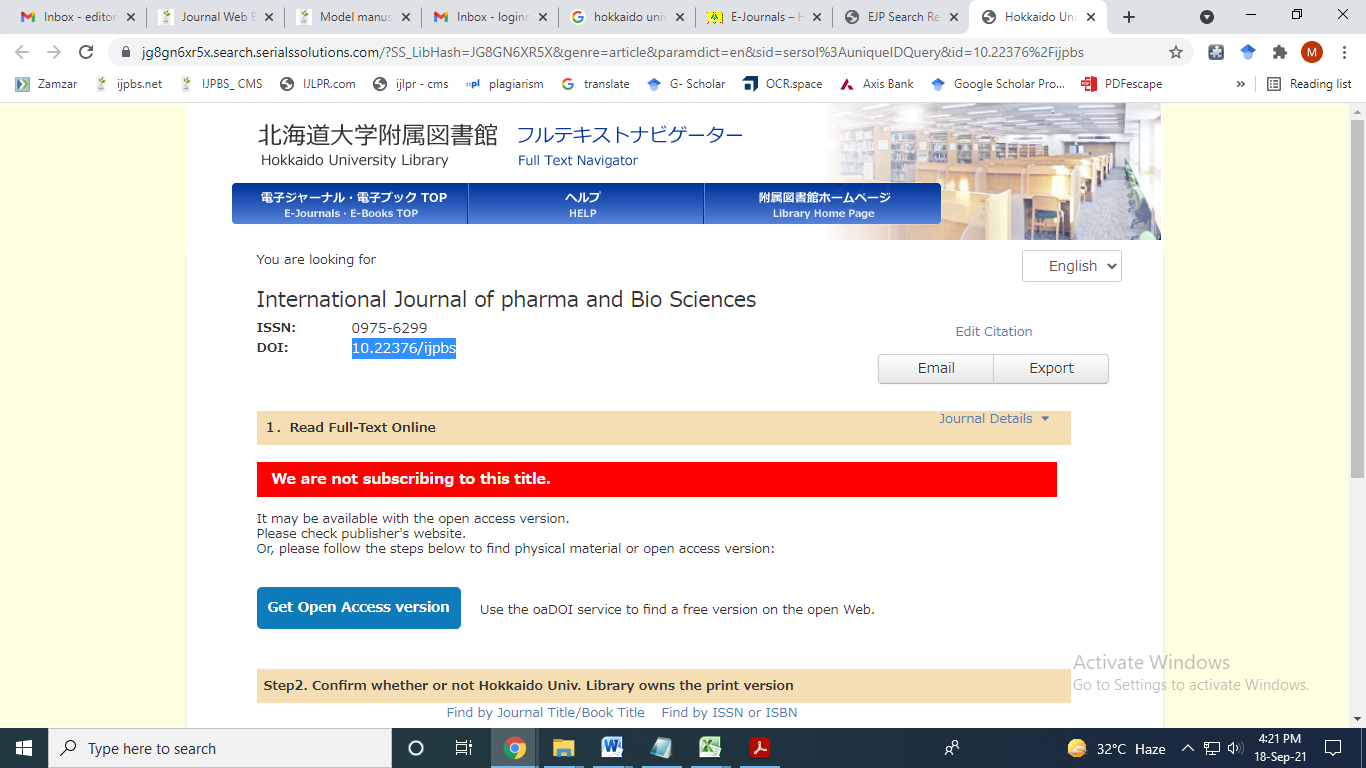 Inbox - editor
Journal Web E
Model manus
Inbox - loginn
hokkaido univ
E-Journals – H
EJP Search Re
Hokkaido Uni
jg8gn6xr5x.search.serialssolutions.com/?SS_LibHash=JG8GN6XR5X&genre=article&paramdict=en&sid=sersol%3AuniqueIDQuery&id=10.22376%2Fijpbs
M
Zamzar
ijpbs.net
IJPBS_ CMS
IJLPR.com
ijlpr - cms
plagiarism
translate
G- Scholar
OCR.space
Axis Bank
Google Scholar Pro...
PDFescape
»
Reading list
北海道大学附属図書館 フルテキストナビゲーター
Hokkaido University Library Full Text Navigator
電子ジャーナル・電子ブック TOP ヘルプ 附属図書館ホームページ
E-Journals・E-Books TOP HELP Library Home Page
You are looking for
English
International Journal of pharma and Bio Sciences
ISSN: 0975-6299
Edit Citation
DOI: 10.22376/ijpbs
Email Export
Journal Details
1. Read Full-Text Online
We are not subscribing to this title.
It may be available with the open access version.
Please check publisher's website.
Or, please follow the steps below to find physical material or open access version:
Get Open Access version Use the oaDOI service to find a free version on the open Web.
Activate Windows
Go to Settings to activate Windows.
Step2. Confirm whether or not Hokkaido Univ. Library owns the print version
Find by Journal Title/Book Title Find by ISSN or ISBN
Type here to search
32°C Haze
4:21 PM
18-Sep-21